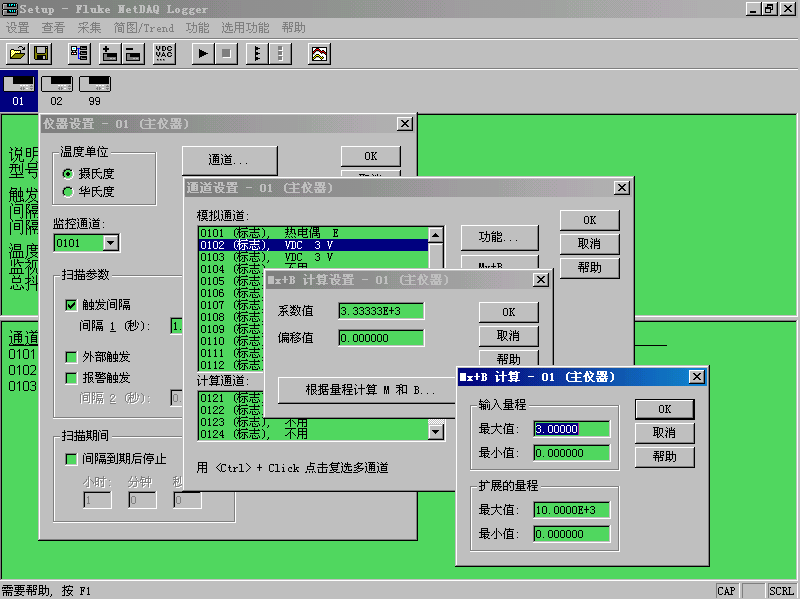 Setup - Fluke NetDAQ Logger
设置 查看 采集 简图/Trend 功能 选用功能 帮助
VDC
VAC
01 02 99
说明
型号
触发
间隔
间隔
温度
监视
总扫
通道
0101
0102
0103
仪器设置 - 01 (主仪器)
温度单位
摄氏度
华氏度
通道...
OK
监控通道:
0101
扫描参数
触发间隔
间隔 1 (秒): 1.
外部触发
报警触发
间隔 2 (秒): 0.
扫描期间
间隔到期后停止
小时: 分钟 秒
1 0 0
通道设置 - 01 (主仪器)
模拟通道:
0101 (标志), 热电偶 E
0102 (标志), VDC 3 V
0103 (标志), VDC 3 V
0104 (标志), 不用
0105 (标志),
0106 (标志),
0107 (标志),
0108 (标志),
0109 (标志),
0110 (标志),
0111 (标志),
0112 (标志),
计算通道:
0121 (标志),
0122 (标志),
0123 (标志), 不用
0124 (标志), 不用
用 <Ctrl> + Click 点击复选多通道
功能...
Mx+B
OK
取消
帮助
Mx+B 计算设置 - 01 (主仪器)
系数值 3.33333E+3
偏移值 0.000000
OK
取消
帮助
根据量程计算 M 和 B...
Mx+B 计算 - 01 (主仪器)
输入量程
最大值: 3.00000
最小值: 0.000000
扩展的量程
最大值: 10.0000E+3
最小值: 0.000000
OK
取消
帮助
需要帮助, 按 F1
CAP SCRL